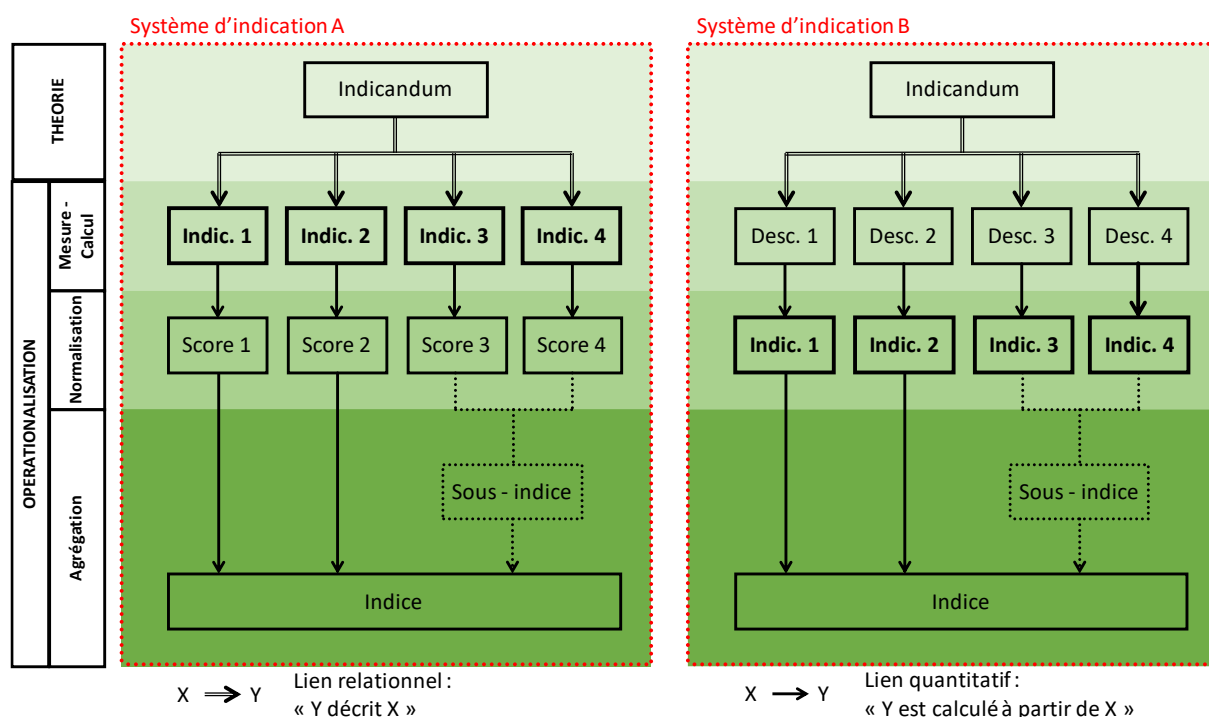 Système d’indication A
Système d’indication B
THEORIE
Indicandum
Indicandum
OPERATIONALISATION
Mesure -
Calcul
Indic. 1
Indic. 2
Indic. 3
Indic. 4
Desc. 1
Desc. 2
Desc. 3
Desc. 4
Normalisation
Score 1
Score 2
Score 3
Score 4
Indic. 1
Indic. 2
Indic. 3
Indic. 4
Agrégation
Sous - indice
Sous - indice
Indice
Indice
X Y
Lien relationnel :
« Y décrit X »
X Y
Lien quantitatif :
« Y est calculé à partir de X »